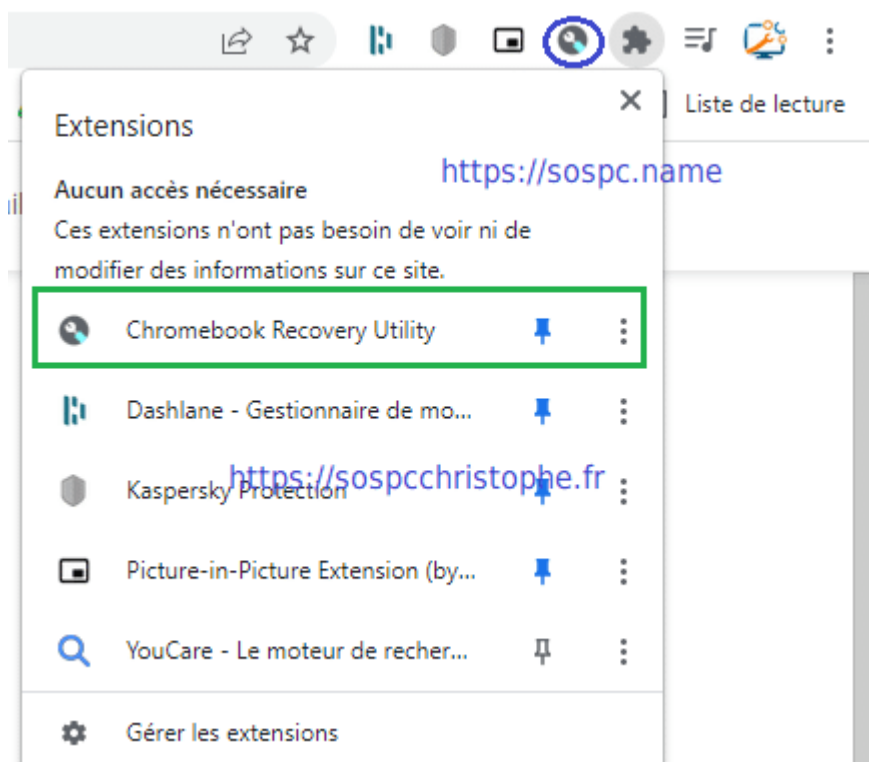 Liste de lecture
Extensions
https://sospc.name
Aucun accès nécessaire
Ces extensions n'ont pas besoin de voir ni de
modifier des informations sur ce site.
Chromebook Recovery Utility
Dashlane - Gestionnaire de mo...
https://sospcchristophe.fr
Kaspersky Protection
Picture-in-Picture Extension (by...
YouCare - Le moteur de recher...
Gérer les extensions